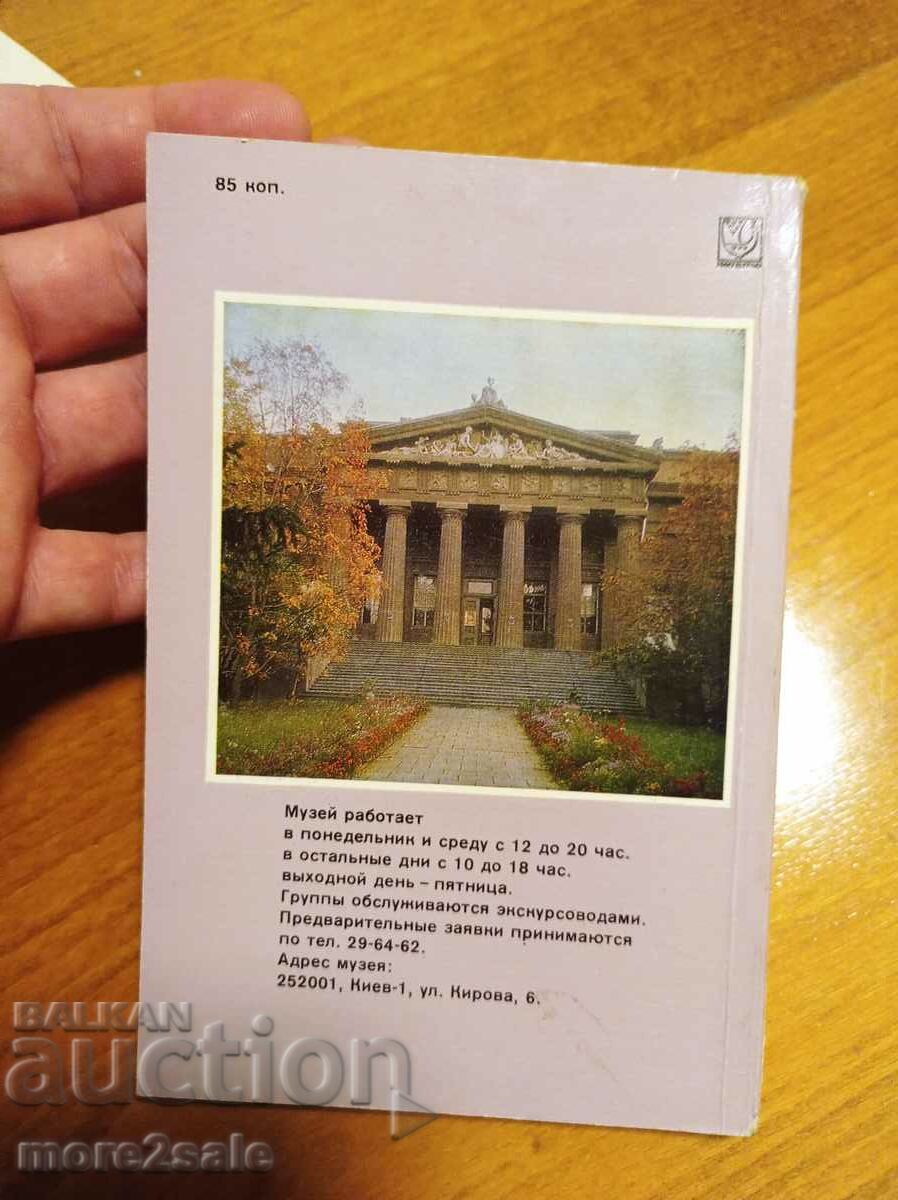 85 коп.
Музей работает
в понедельник и среду с 12 до 20 час.
в остальные дни с 10 до 18 час.
выходной день – пятница.
Группы обслуживаются экскурсоводами.
Предварительные заявки принимаются
по тел. 29-64-62.
Адрес музея:
252001, Киев-1, ул. Кирова, 6.
BALKAN
auction
more2sale